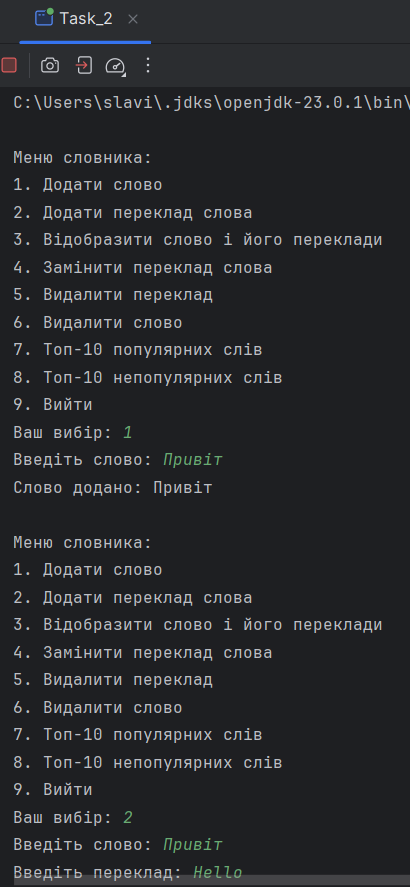 Task_2
C:\Users\slavi\.jdks\openjdk-23.0.1\bin\
Меню словника:
1. Додати слово
2. Додати переклад слова
3. Відобразити слово і його переклади
4. Замінити переклад слова
5. Видалити переклад
6. Видалити слово
7. Топ-10 популярних слів
8. Топ-10 непопулярних слів
9. Вийти
Ваш вибір: 1
Введіть слово: Привіт
Слово додано: Привіт
Меню словника:
1. Додати слово
2. Додати переклад слова
3. Відобразити слово і його переклади
4. Замінити переклад слова
5. Видалити переклад
6. Видалити слово
7. Топ-10 популярних слів
8. Топ-10 непопулярних слів
9. Вийти
Ваш вибір: 2
Введіть слово: Привіт
Введіть переклад: Hello